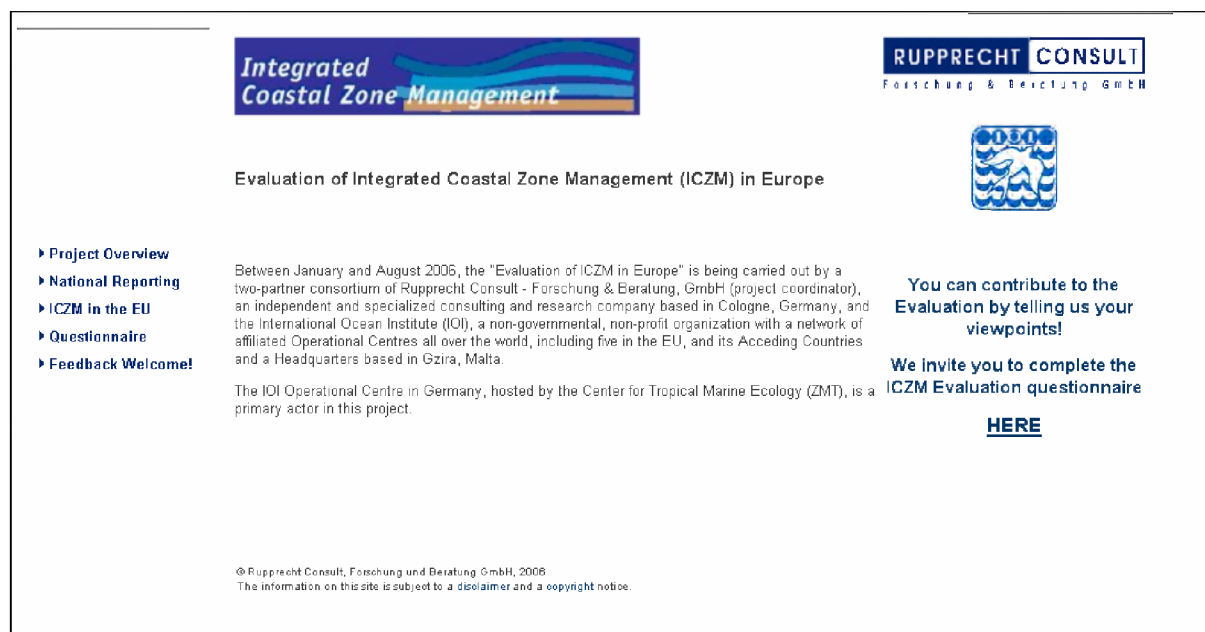 Integrated
Coastal Zone Management
RUPPRECHT CONSULT
Forschung & Beratung GmbH
Evaluation of Integrated Coastal Zone Management (ICZM) in Europe
Project Overview
National Reporting
ICZM in the EU
Questionnaire
Feedback Welcome!
Between January and August 2006, the "Evaluation of ICZM in Europe" is being carried out by a
two-partner consortium of Rupprecht Consult - Forschung & Beratung, GmbH (project coordinator),
an independent and specialized consulting and research company based in Cologne, Germany, and
the International Ocean Institute (IOI), a non-governmental, non-profit organization with a network of
affiliated Operational Centres all over the world, including five in the EU, and its Acceding Countries
and a Headquarters based in Gzira, Malta.
The IOI Operational Centre in Germany, hosted by the Center for Tropical Marine Ecology (ZMT), is a
primary actor in this project.
You can contribute to the
Evaluation by telling us your
viewpoints!
We invite you to complete the
ICZM Evaluation questionnaire
HERE
© Rupprecht Consult, Forschung und Beratung GmbH, 2006
The information on this site is subject to a disclaimer and a copyright notice.